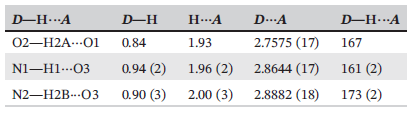 D—H···A D—H H···A D···A D—H···A
O2—H2A···O1 0.84 1.93 2.7575 (17) 167
N1—H1···O3 0.94 (2) 1.96 (2) 2.8644 (17) 161 (2)
N2—H2B···O3 0.90 (3) 2.00 (3) 2.8882 (18) 173 (2)